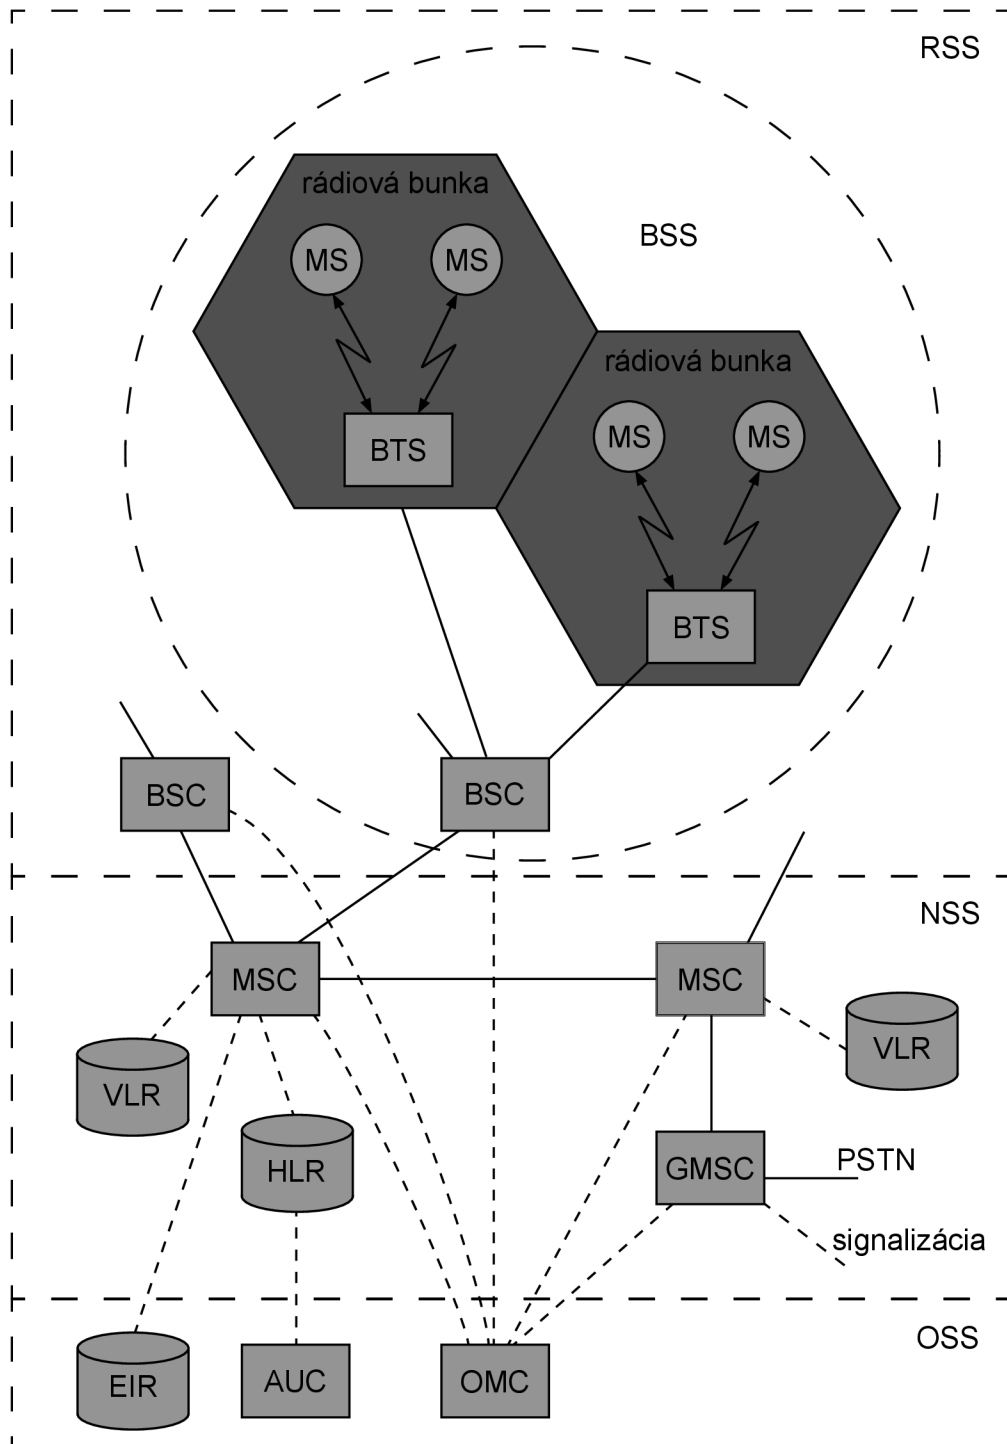 RSS
rádiová bunka
BSS
MS
MS
rádiová bunka
BTS
MS
MS
BTS
BSC
BSC
NSS
MSC
MSC
VLR
VLR
HLR
GMSC
PSTN
signalizácia
OSS
EIR
AUC
OMC